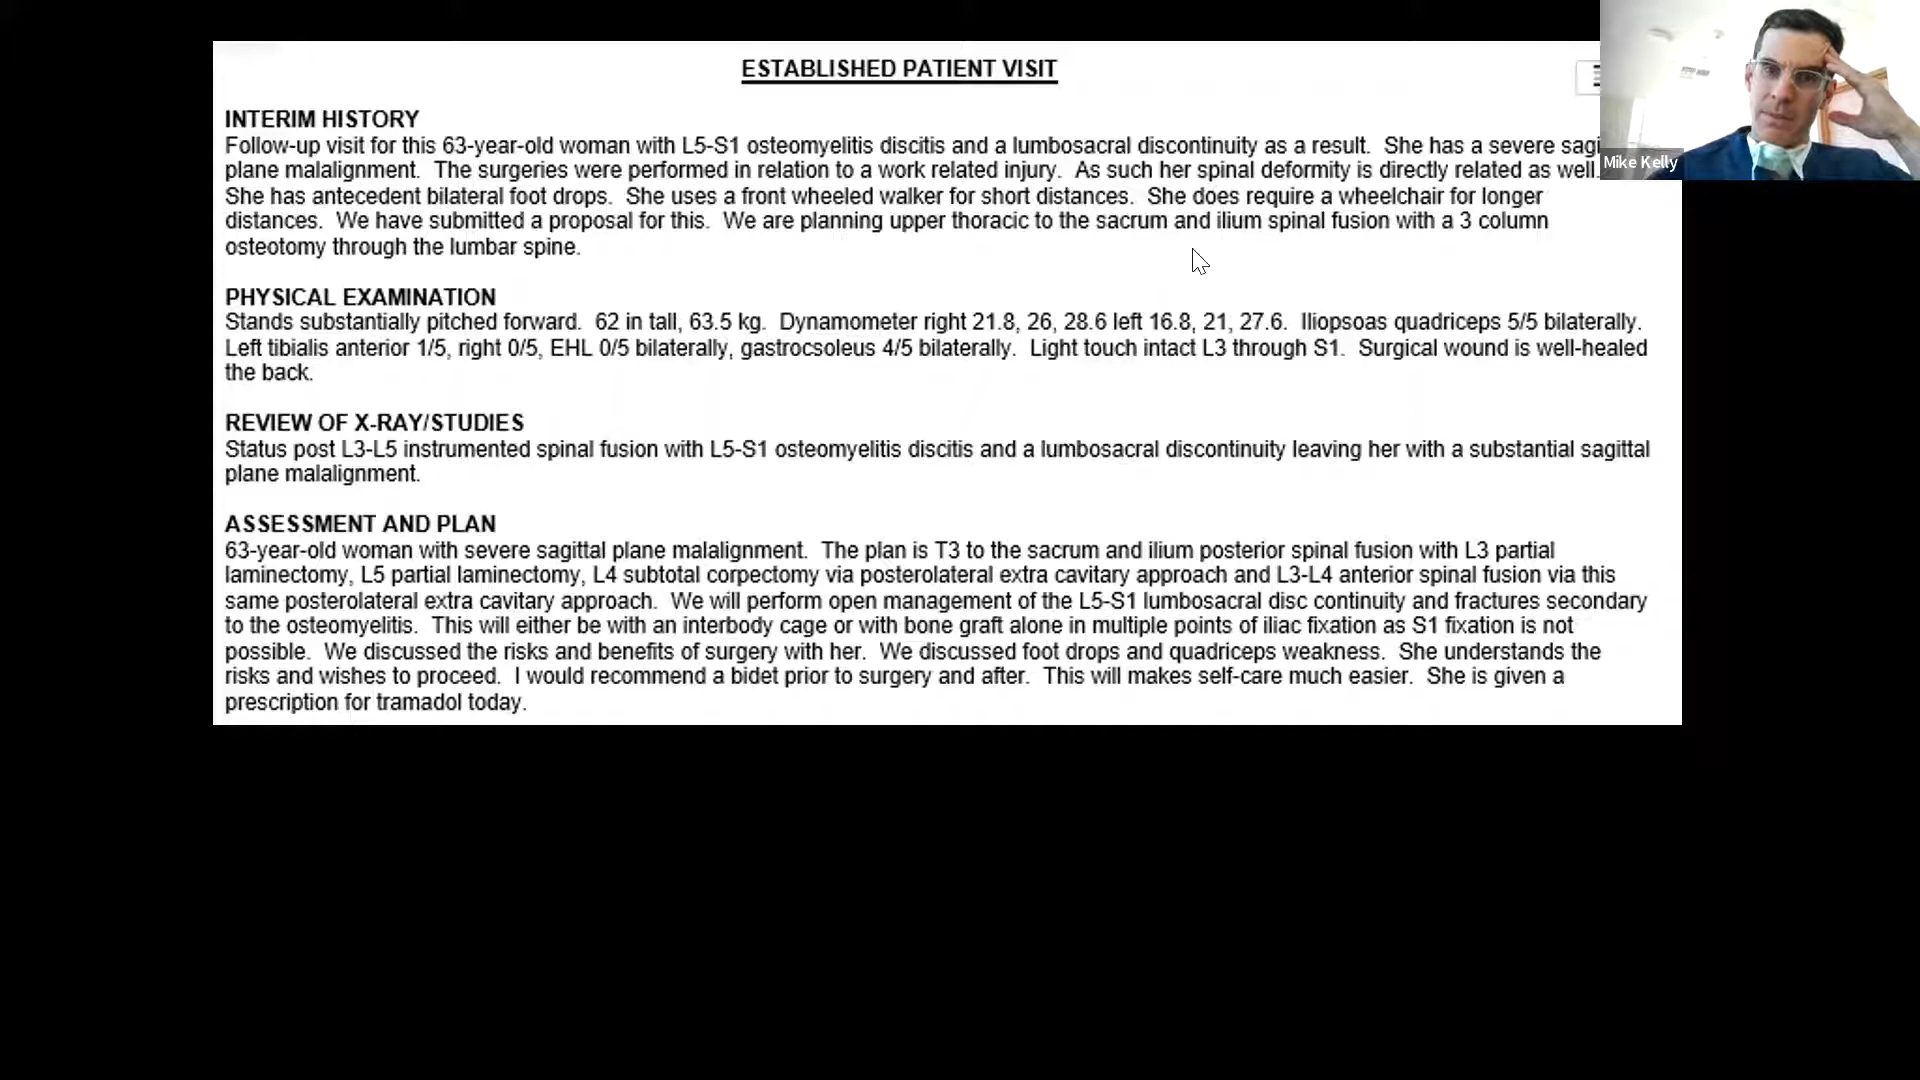 ESTABLISHED PATIENT VISIT
INTERIM HISTORY
Follow-up visit for this 63-year-old woman with L5-S1 osteomyelitis discitis and a lumbosacral discontinuity as a result.  She has a severe sagi
plane malalignment.  The surgeries were performed in relation to a work related injury.  As such her spinal deformity is directly related as well.
She has antecedent bilateral foot drops.  She uses a front wheeled walker for short distances.  She does require a wheelchair for longer
distances.  We have submitted a proposal for this.  We are planning upper thoracic to the sacrum and ilium spinal fusion with a 3 column
osteotomy through the lumbar spine.
PHYSICAL EXAMINATION
Stands substantially pitched forward.  62 in tall, 63.5 kg.  Dynamometer right 21.8, 26, 28.6 left 16.8, 21, 27.6.  Iliopsoas quadriceps 5/5 bilaterally.
Left tibialis anterior 1/5, right 0/5, EHL 0/5 bilaterally, gastrocsoleus 4/5 bilaterally.  Light touch intact L3 through S1.  Surgical wound is well-healed
the back.
REVIEW OF X-RAY/STUDIES
Status post L3-L5 instrumented spinal fusion with L5-S1 osteomyelitis discitis and a lumbosacral discontinuity leaving her with a substantial sagittal
plane malalignment.
ASSESSMENT AND PLAN
63-year-old woman with severe sagittal plane malalignment.  The plan is T3 to the sacrum and ilium posterior spinal fusion with L3 partial
laminectomy, L5 partial laminectomy, L4 subtotal corpectomy via posterolateral extra cavitary approach and L3-L4 anterior spinal fusion via this
same posterolateral extra cavitary approach.  We will perform open management of the L5-S1 lumbosacral disc continuity and fractures secondary
to the osteomyelitis.  This will either be with an interbody cage or with bone graft alone in multiple points of iliac fixation as S1 fixation is not
possible.  We discussed the risks and benefits of surgery with her.  We discussed foot drops and quadriceps weakness.  She understands the
risks and wishes to proceed.  I would recommend a bidet prior to surgery and after.  This will makes self-care much easier.  She is given a
prescription for tramadol today.
Mike Kelly